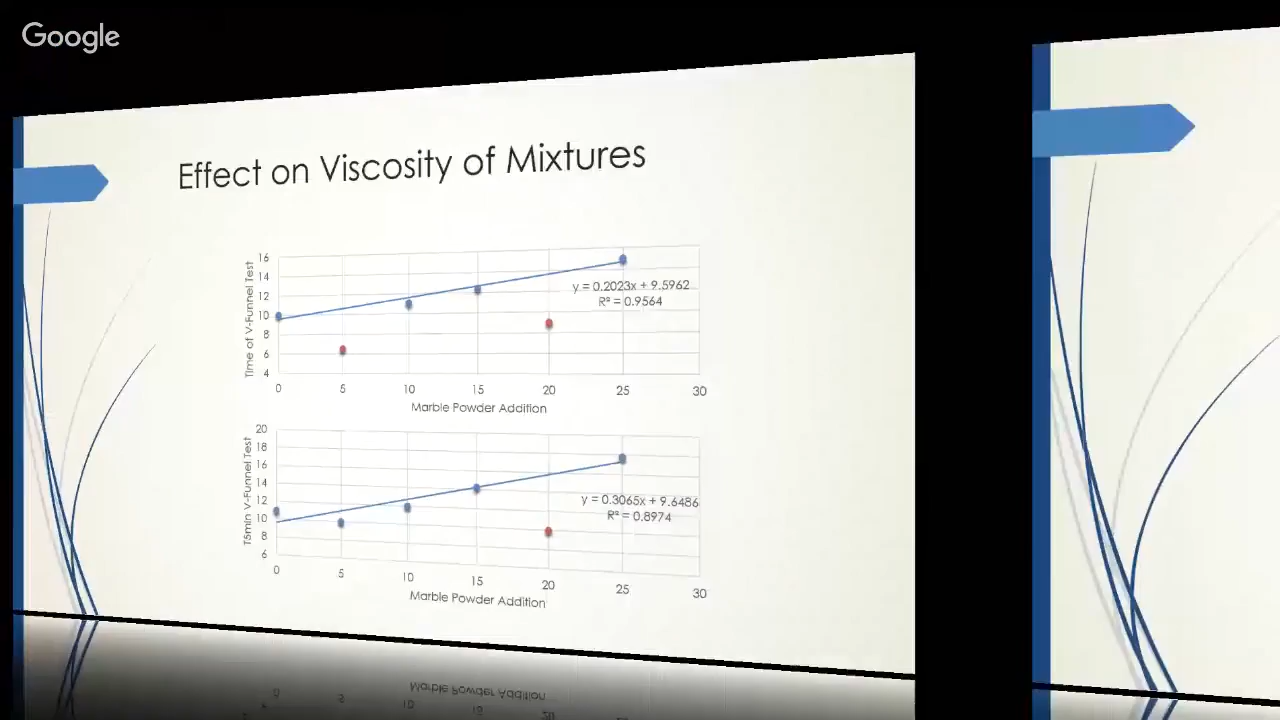 Google
Effect on Viscosity of Mixtures
16
14
12
10
8
6
4
Time of V-Funnel Test
y = 0.2023x + 9.5962
R² = 0.9564
0 5 10 15 20 25 30
Marble Powder Addition
20
18
16
14
12
10
8
6
T5min V-Funnel Test
y = 0.3065x + 9.6486
R² = 0.8974
0 5 10 15 20 25 30
Marble Powder Addition